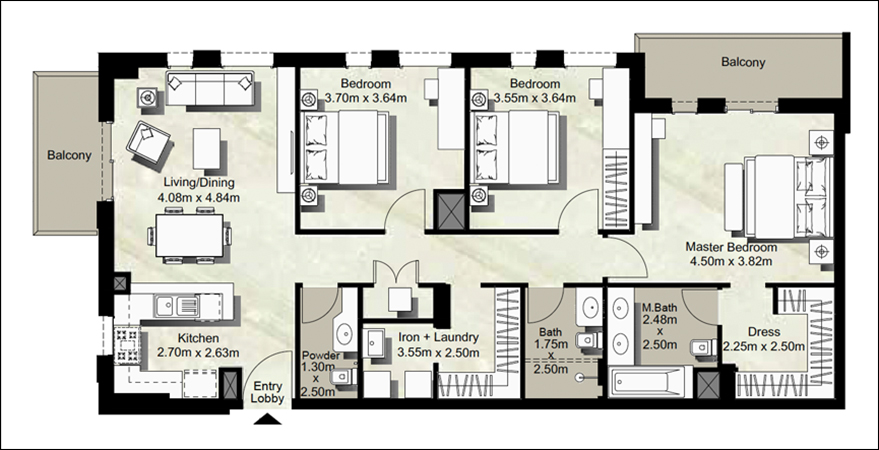 Balcony
Bedroom
3.70m x 3.64m
Bedroom
3.55m x 3.64m
Balcony
Living/Dining
4.08m x 4.84m
Master Bedroom
4.50m x 3.82m
Kitchen
2.70m x 2.63m
Entry
Lobby
Powder
1.30m
x
2.50m
Iron + Laundry
3.55m x 2.50m
Bath
1.75m
x
2.50m
M.Bath
2.48m
x
2.50m
Dress
2.25m x 2.50m